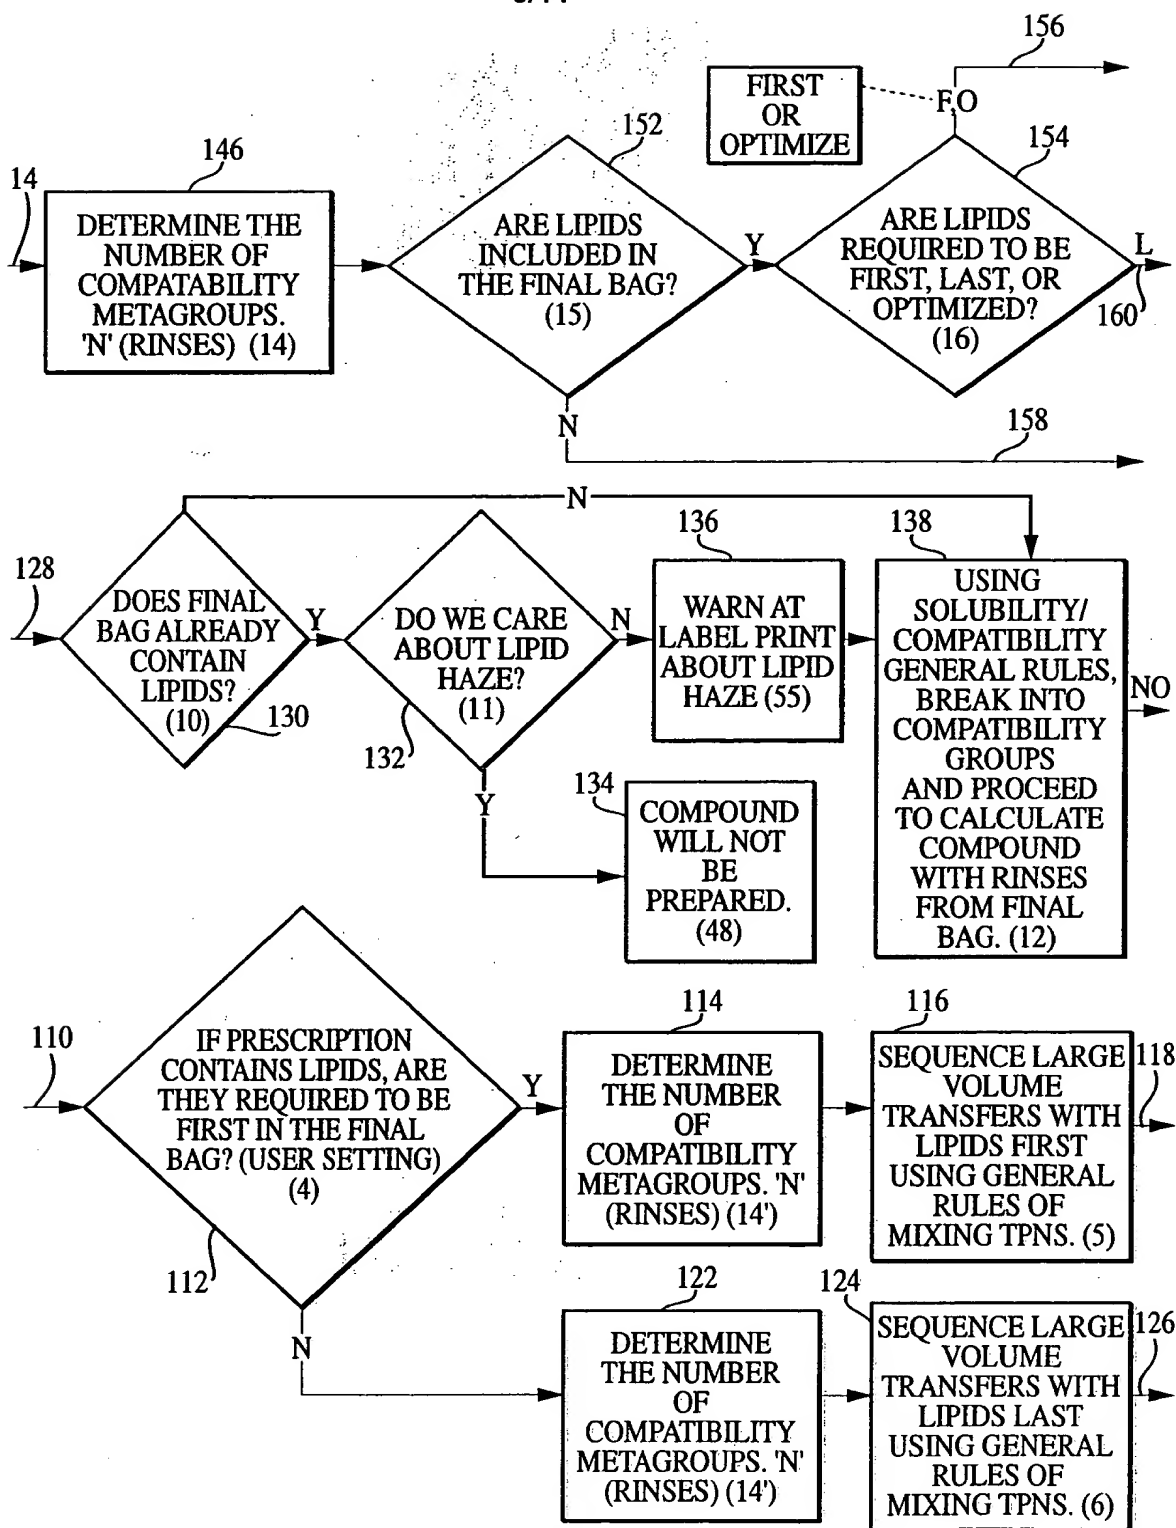 156
FIRST
OR
OPTIMIZE
F,O
146
152
154
14
DETERMINE THE
NUMBER OF
COMPATABILITY
METAGROUPS.
'N' (RINSES) (14)
ARE LIPIDS
INCLUDED IN
THE FINAL BAG?
(15)
Y
ARE LIPIDS
REQUIRED TO BE
FIRST, LAST, OR
OPTIMIZED?
(16)
L
160
N
158
N
128
DOES FINAL
BAG ALREADY
CONTAIN
LIPIDS?
(10)
130
Y
DO WE CARE
ABOUT LIPID
HAZE?
(11)
132
N
Y
136
WARN AT
LABEL PRINT
ABOUT LIPID
HAZE (55)
134
COMPOUND
WILL NOT
BE
PREPARED.
(48)
138
USING
SOLUBILITY/
COMPATIBILITY
GENERAL RULES,
BREAK INTO
COMPATIBILITY
GROUPS
AND PROCEED
TO CALCULATE
COMPOUND
WITH RINSES
FROM FINAL
BAG. (12)
NO
110
IF PRESCRIPTION
CONTAINS LIPIDS, ARE
THEY REQUIRED TO BE
FIRST IN THE FINAL
BAG? (USER SETTING)
(4)
112
Y
114
DETERMINE
THE NUMBER
OF
COMPATIBILITY
METAGROUPS. 'N'
(RINSES) (14')
116
SEQUENCE LARGE
VOLUME
TRANSFERS WITH
LIPIDS FIRST
USING GENERAL
RULES OF
MIXING TPNS. (5)
118
N
122
DETERMINE
THE NUMBER
OF
COMPATIBILITY
METAGROUPS. 'N'
(RINSES) (14')
124
SEQUENCE LARGE
VOLUME
TRANSFERS WITH
LIPIDS LAST
USING GENERAL
RULES OF
MIXING TPNS. (6)
126